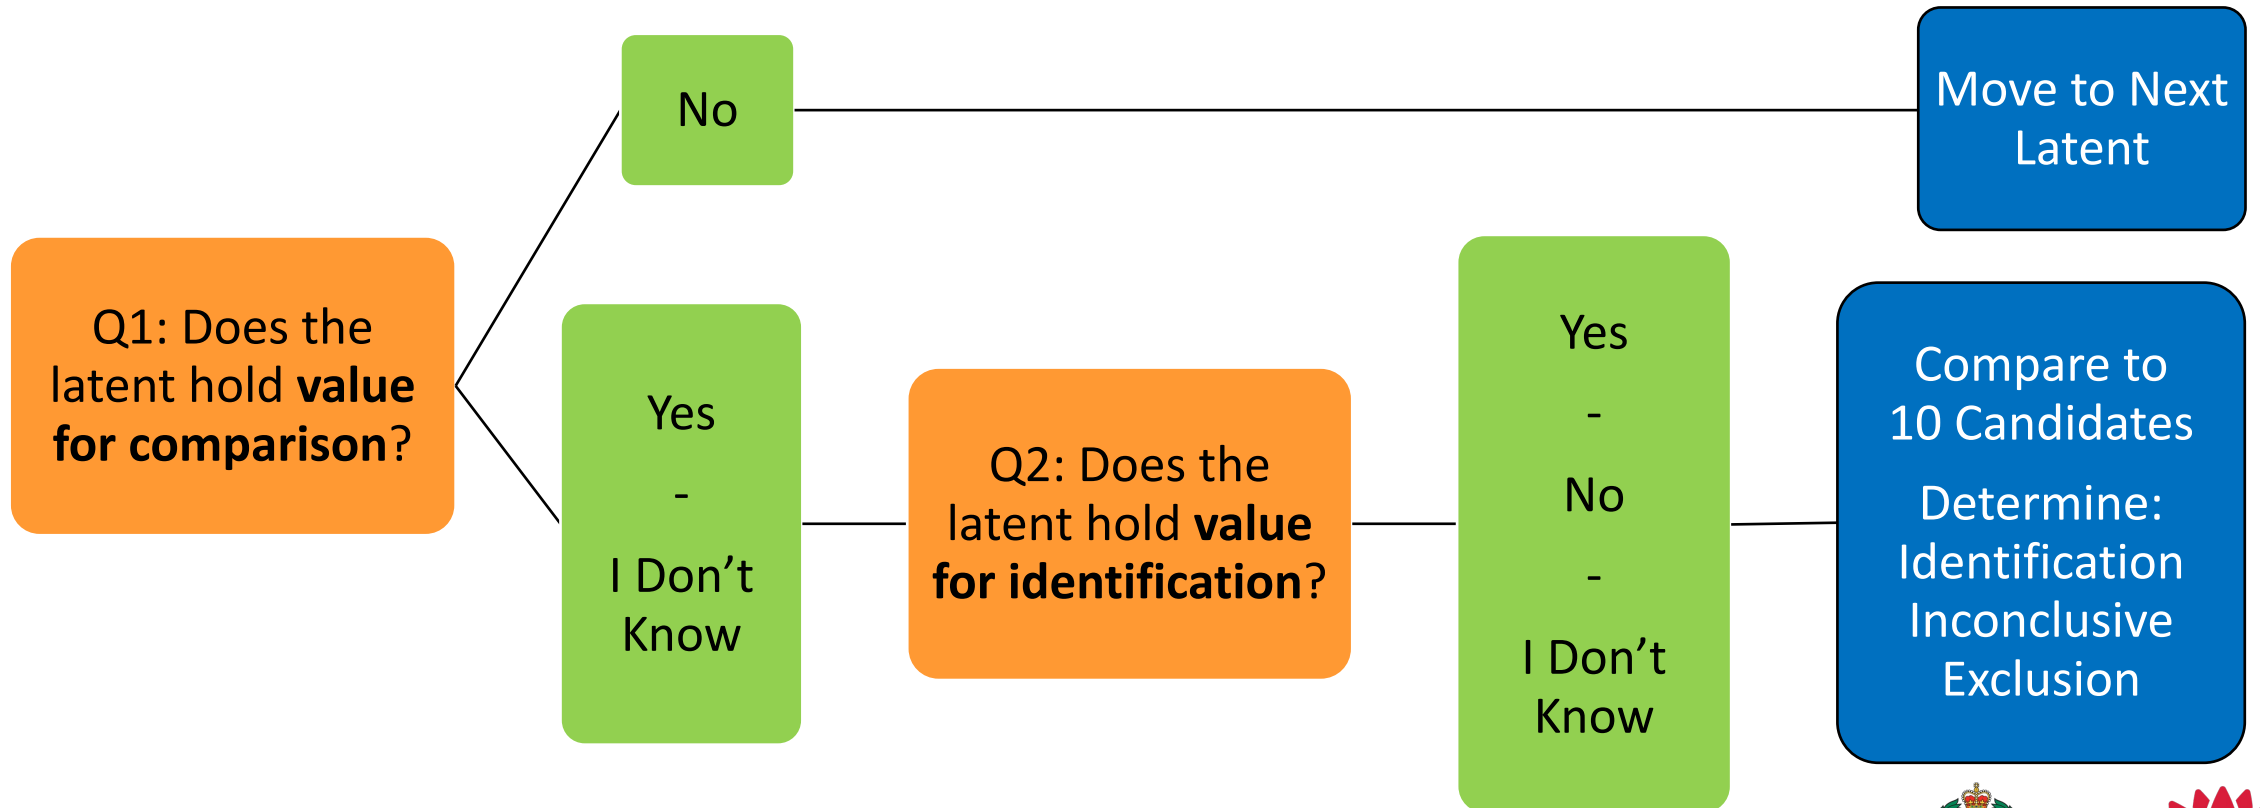 No
Move to Next
Latent
Q1: Does the
latent hold value
for comparison?
Yes
-
I Don’t
Know
Q2: Does the
latent hold value
for identification?
Yes
-
No
-
I Don’t
Know
Compare to
10 Candidates
Determine:
Identification
Inconclusive
Exclusion